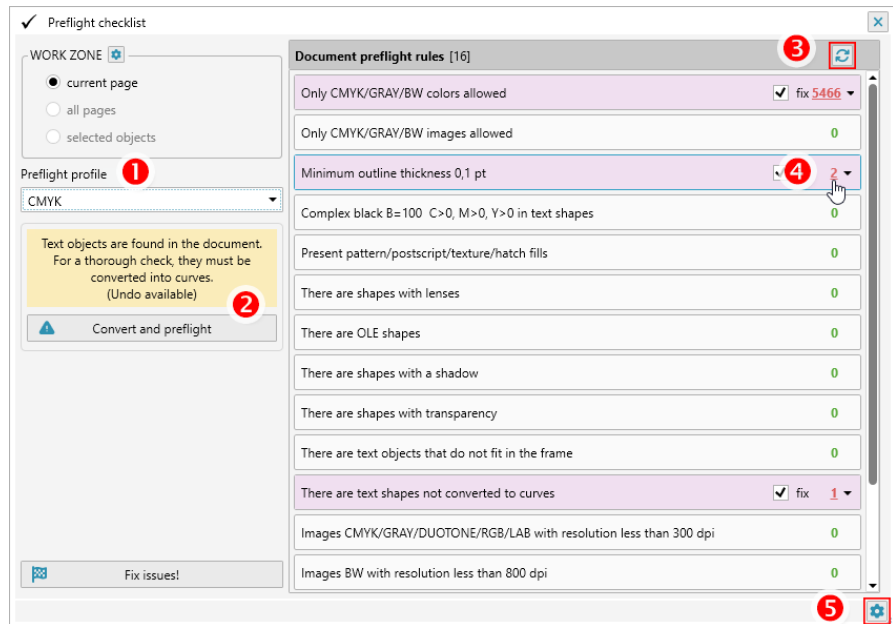 Preflight checklist
WORK ZONE
current page
all pages
selected objects
Preflight profile
1
CMYK
Text objects are found in the document.
For a thorough check, they must be
converted into curves.
(Undo available)
2
Convert and preflight
Fix issues!
Document preflight rules [16]
3
Only CMYK/GRAY/BW colors allowed fix 5466
Only CMYK/GRAY/BW images allowed 0
Minimum outline thickness 0,1 pt 4 2
Complex black B=100 C>0, M>0, Y>0 in text shapes 0
Present pattern/postscript/texture/hatch fills 0
There are shapes with lenses 0
There are OLE shapes 0
There are shapes with a shadow 0
There are shapes with transparency 0
There are text objects that do not fit in the frame 0
There are text shapes not converted to curves fix 1
Images CMYK/GRAY/DUOTONE/RGB/LAB with resolution less than 300 dpi 0
Images BW with resolution less than 800 dpi 0
5